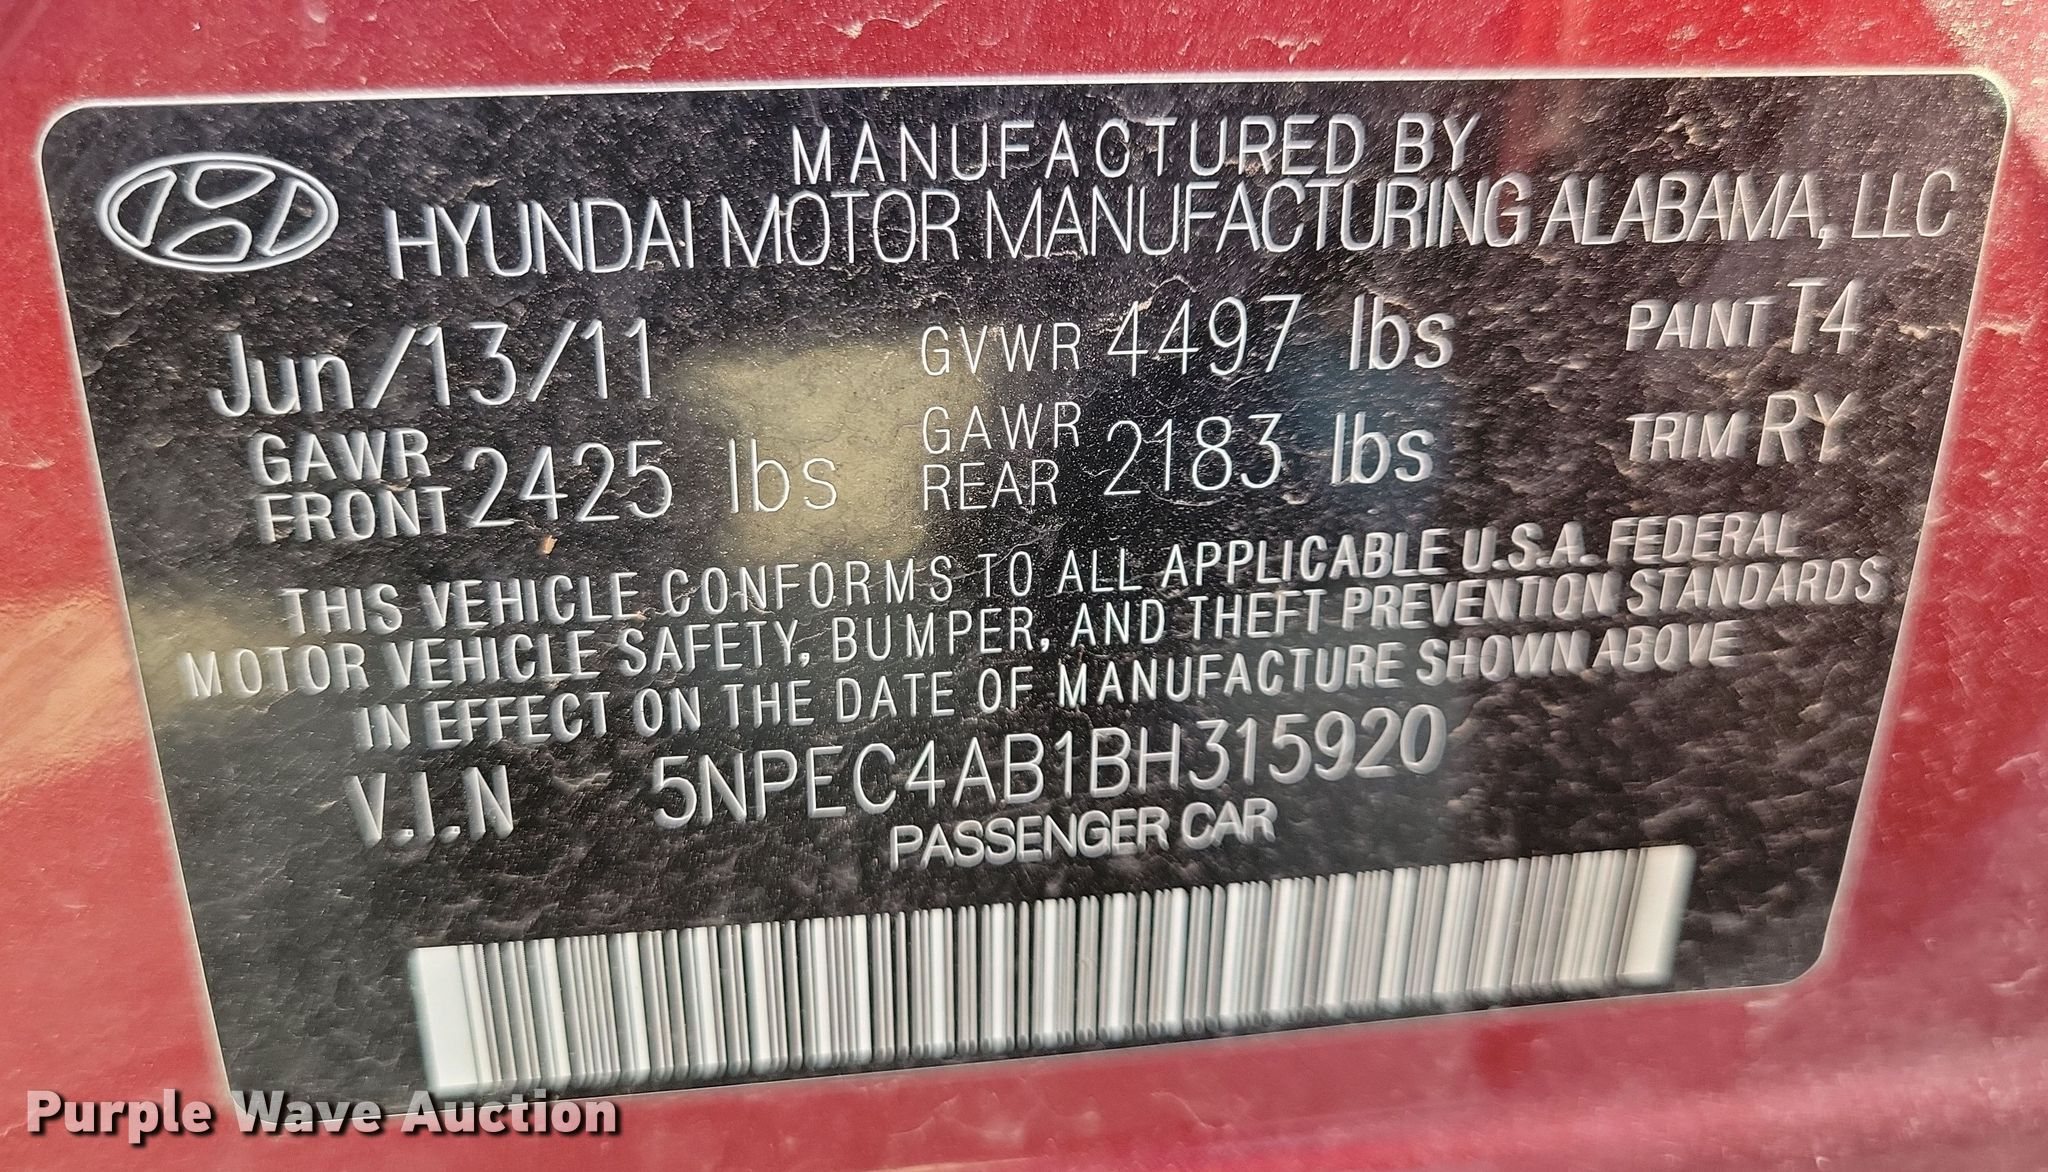 MANUFACTURED BY
HYUNDAI MOTOR MANUFACTURING ALABAMA, LLC
Jun/13/11 GVWR 4497 lbs PAINT T4
GAWR FRONT 2425 lbs GAWR REAR 2183 lbs TRIM RY
THIS VEHICLE CONFORMS TO ALL APPLICABLE U.S.A. FEDERAL
MOTOR VEHICLE SAFETY, BUMPER, AND THEFT PREVENTION STANDARDS
IN EFFECT ON THE DATE OF MANUFACTURE SHOWN ABOVE
V.I.N 5NPEC4AB1BH315920
PASSENGER CAR
Purple Wave Auction